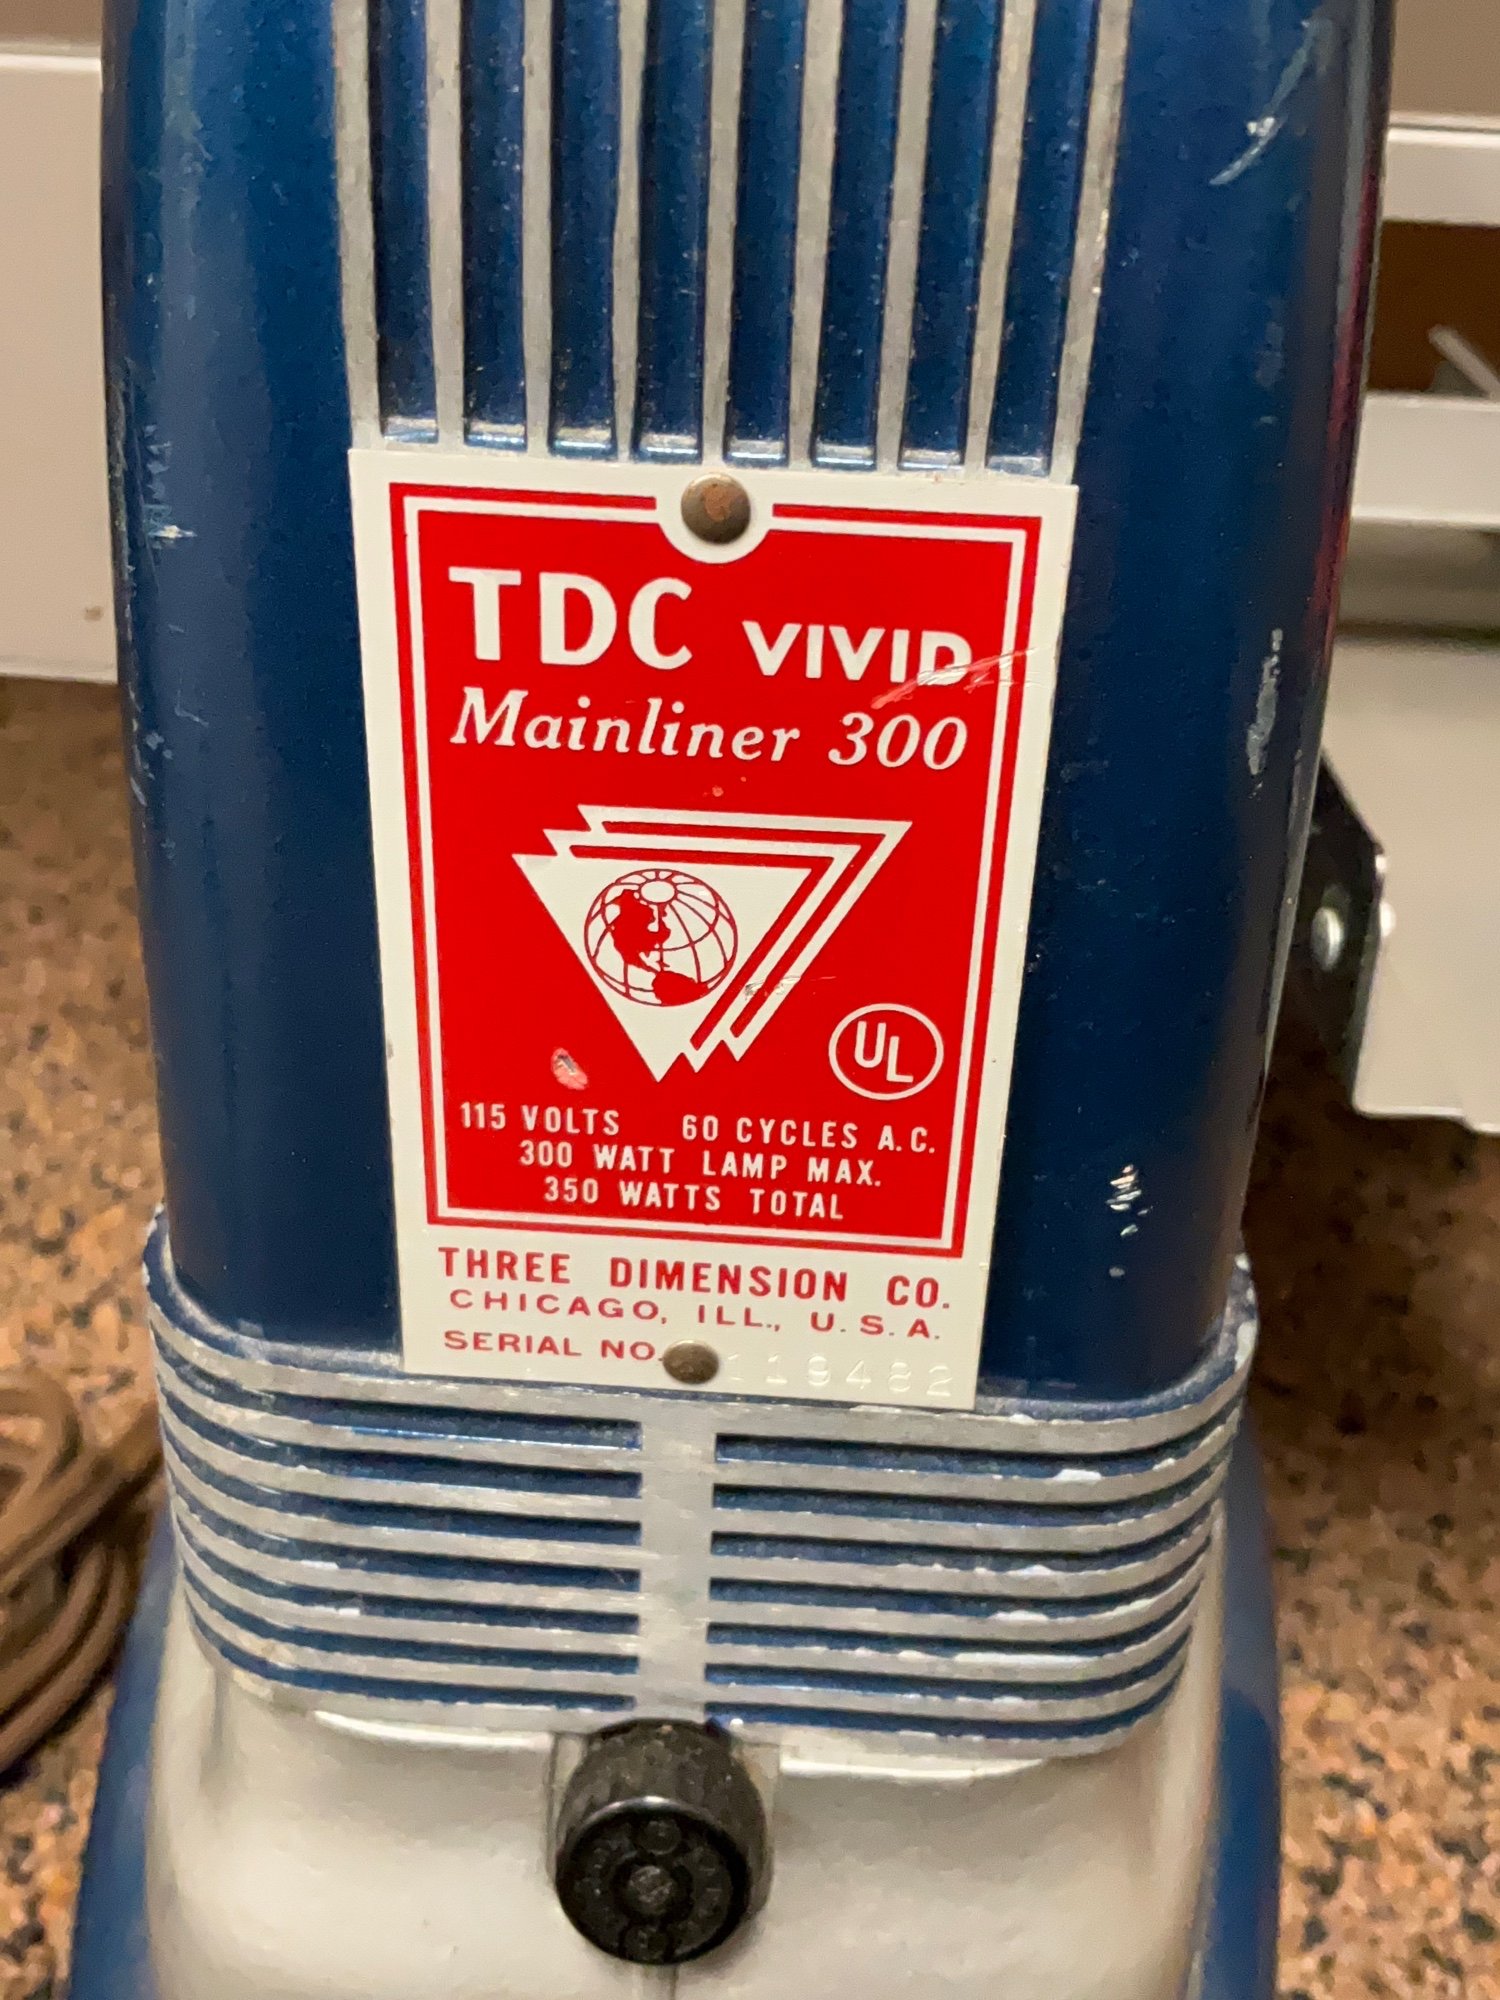 TDC VIVID
Mainliner 300
UL
115 VOLTS 60 CYCLES A.C.
300 WATT LAMP MAX.
350 WATTS TOTAL
THREE DIMENSION CO.
CHICAGO, ILL., U.S.A.
SERIAL NO.